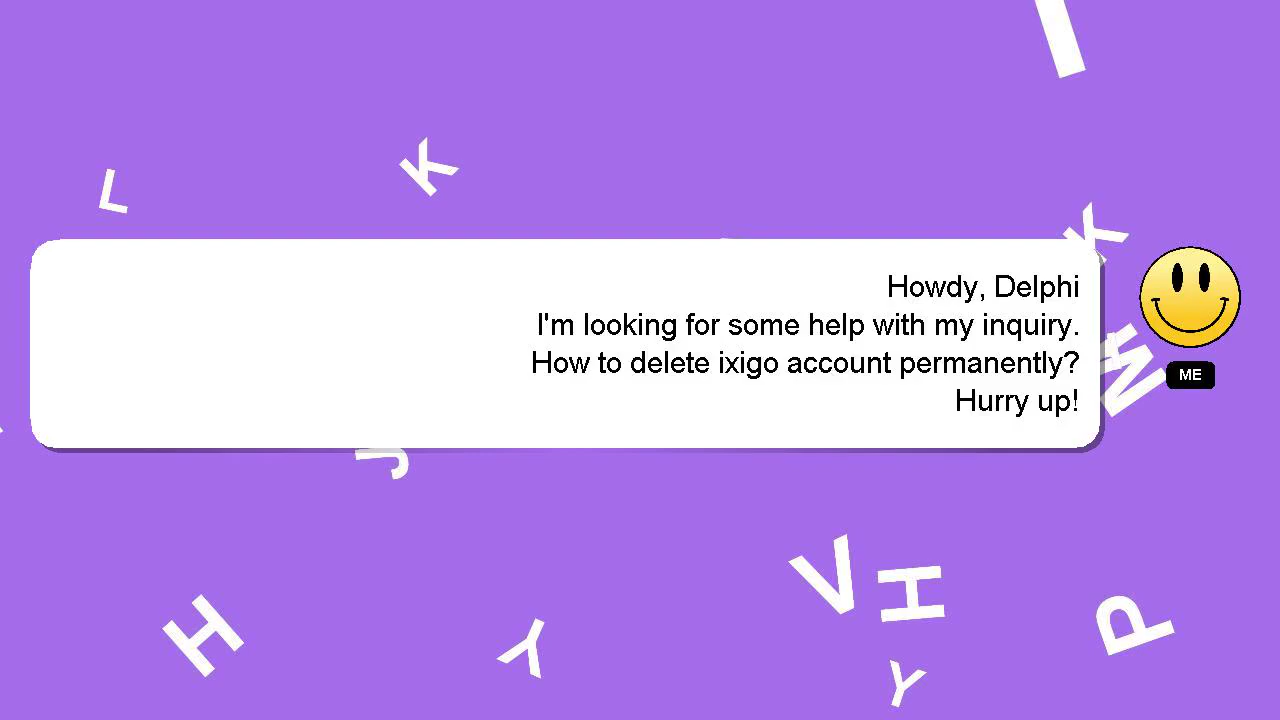 I
K
L
K
Howdy, Delphi
I'm looking for some help with my inquiry.
How to delete ixigo account permanently?
Hurry up!
ME
M
J
V
H
H
P
Y
Y